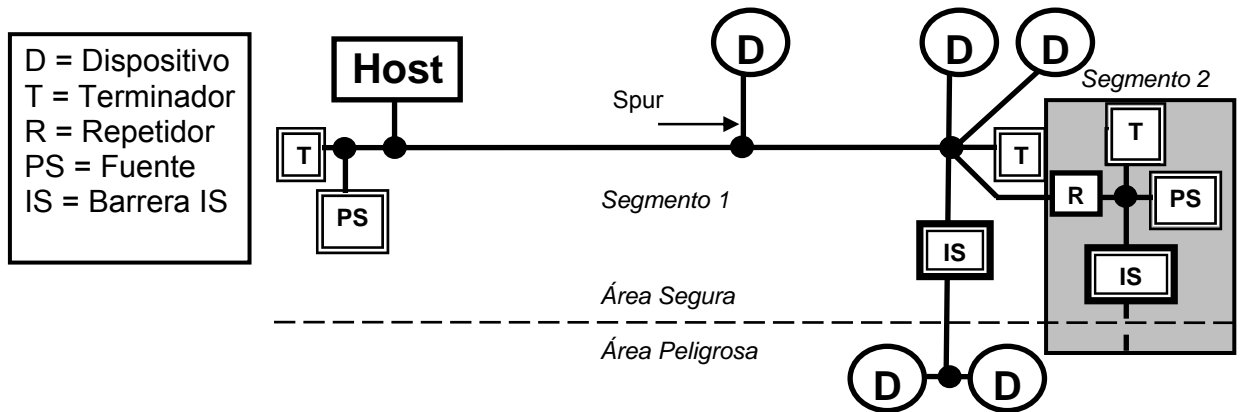 D = Dispositivo
T = Terminador
R = Repetidor
PS = Fuente
IS = Barrera IS
Host
D
D
D
Segmento 2
Spur
T
T
T
PS
Segmento 1
R
PS
IS
IS
Área Segura
Área Peligrosa
D
D